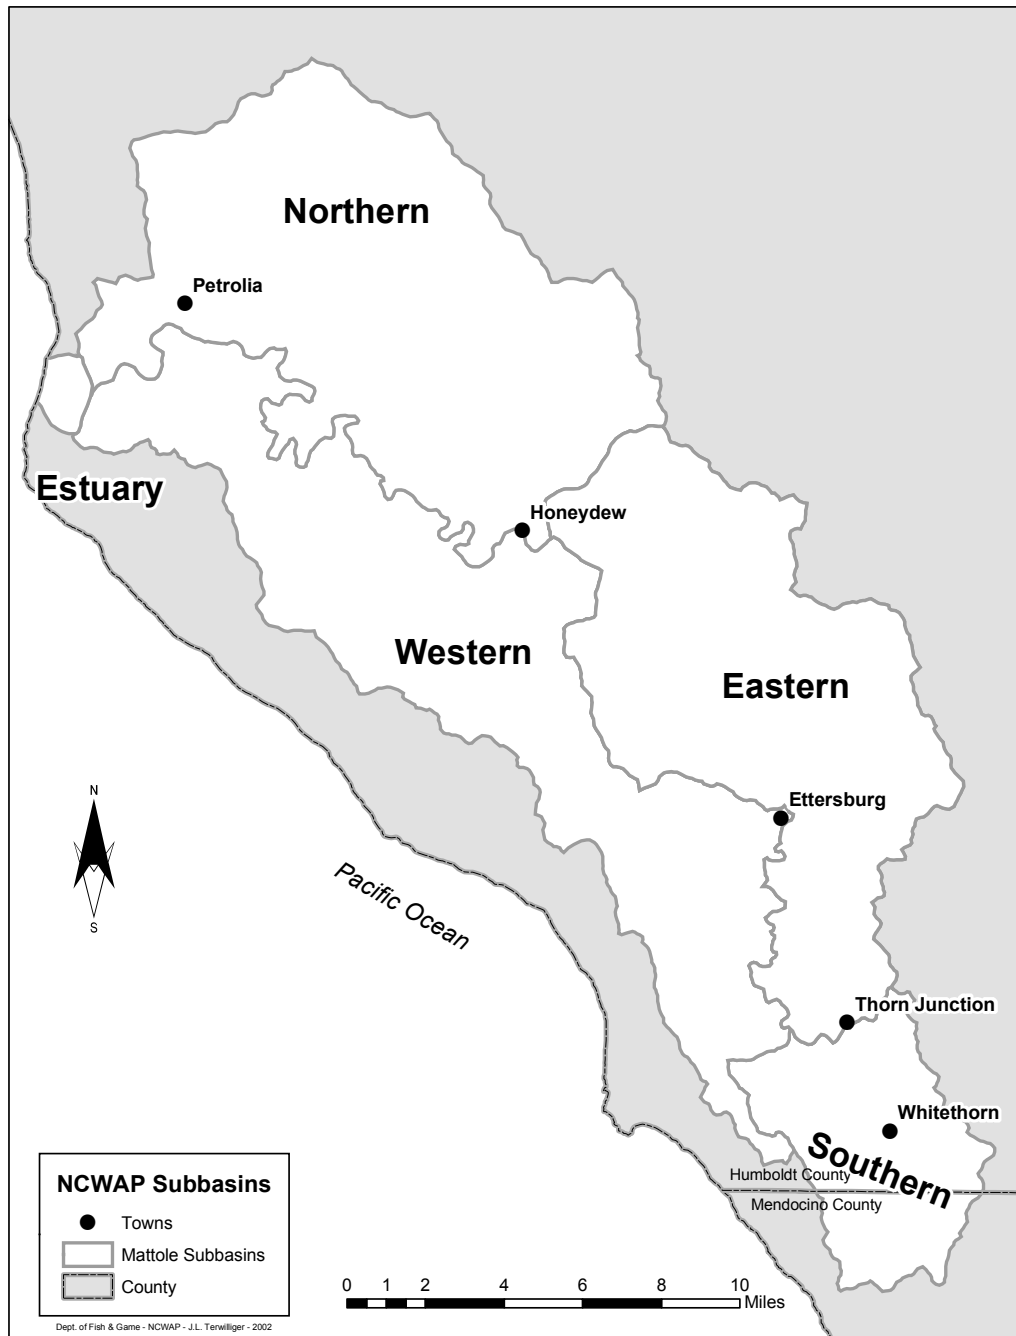 Northern
Petrolia
Estuary
Honeydew
Western
Eastern
Ettersburg
N
S
Pacific Ocean
Thorn Junction
Whitethorn
Southern
Humboldt County
Mendocino County
NCWAP Subbasins
Towns
Mattole Subbasins
County
0 1 2 4 6 8 10
Miles
Dept. of Fish & Game - NCWAP - J.L. Terwilliger - 2002